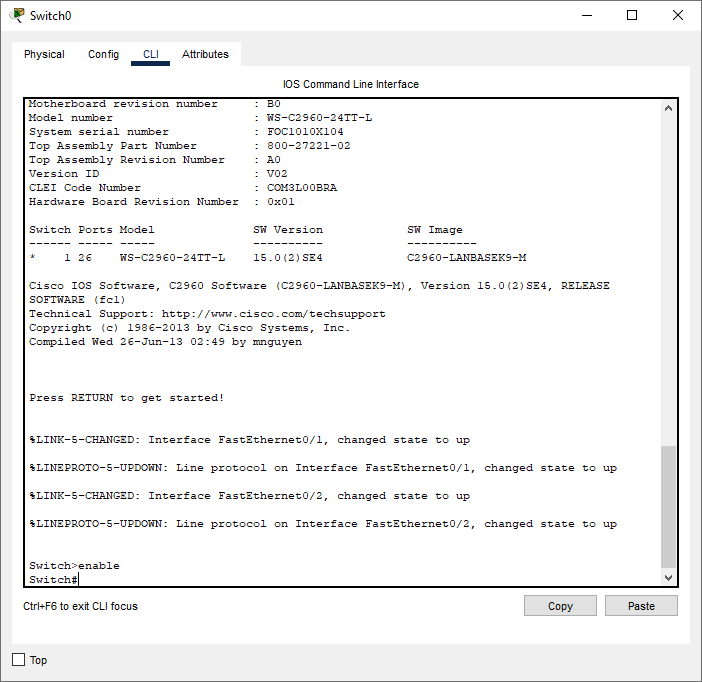 Switch0
Physical Config CLI Attributes
IOS Command Line Interface
Motherboard revision number : B0
Model number : WS-C2960-24TT-L
System serial number : FOC1010X104
Top Assembly Part Number : 800-27221-02
Top Assembly Revision Number : A0
Version ID : V02
CLEI Code Number : COM3L00BRA
Hardware Board Revision Number : 0x01
Switch Ports Model SW Version SW Image
------ ----- ----- ---------- ----------
* 1 26 WS-C2960-24TT-L 15.0(2)SE4 C2960-LANBASEK9-M
Cisco IOS Software, C2960 Software (C2960-LANBASEK9-M), Version 15.0(2)SE4, RELEASE
SOFTWARE (fc1)
Technical Support: http://www.cisco.com/techsupport
Copyright (c) 1986-2013 by Cisco Systems, Inc.
Compiled Wed 26-Jun-13 02:49 by mnguyen
Press RETURN to get started!
%LINK-5-CHANGED: Interface FastEthernet0/1, changed state to up
%LINEPROTO-5-UPDOWN: Line protocol on Interface FastEthernet0/1, changed state to up
%LINK-5-CHANGED: Interface FastEthernet0/2, changed state to up
%LINEPROTO-5-UPDOWN: Line protocol on Interface FastEthernet0/2, changed state to up
Switch>enable
Switch#
Ctrl+F6 to exit CLI focus
Copy Paste
Top